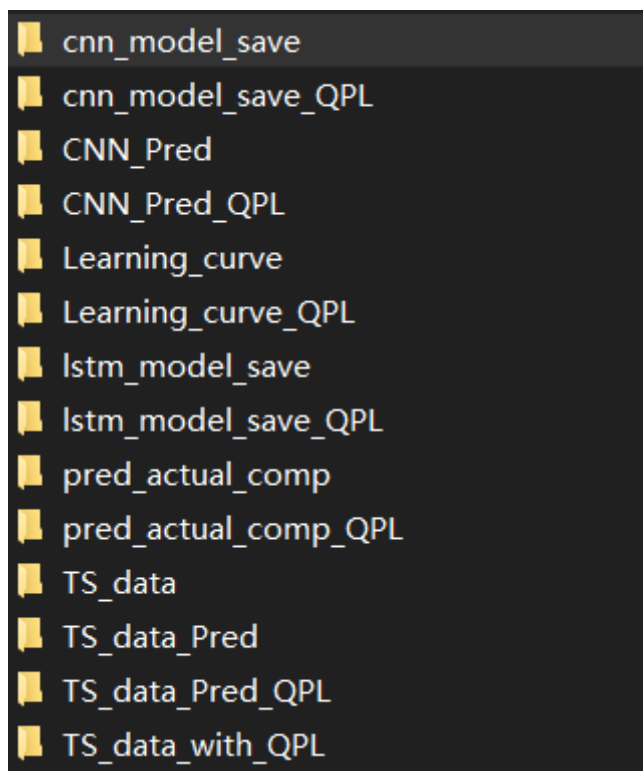 cnn_model_save
cnn_model_save_QPL
CNN_Pred
CNN_Pred_QPL
Learning_curve
Learning_curve_QPL
lstm_model_save
lstm_model_save_QPL
pred_actual_comp
pred_actual_comp_QPL
TS_data
TS_data_Pred
TS_data_Pred_QPL
TS_data_with_QPL